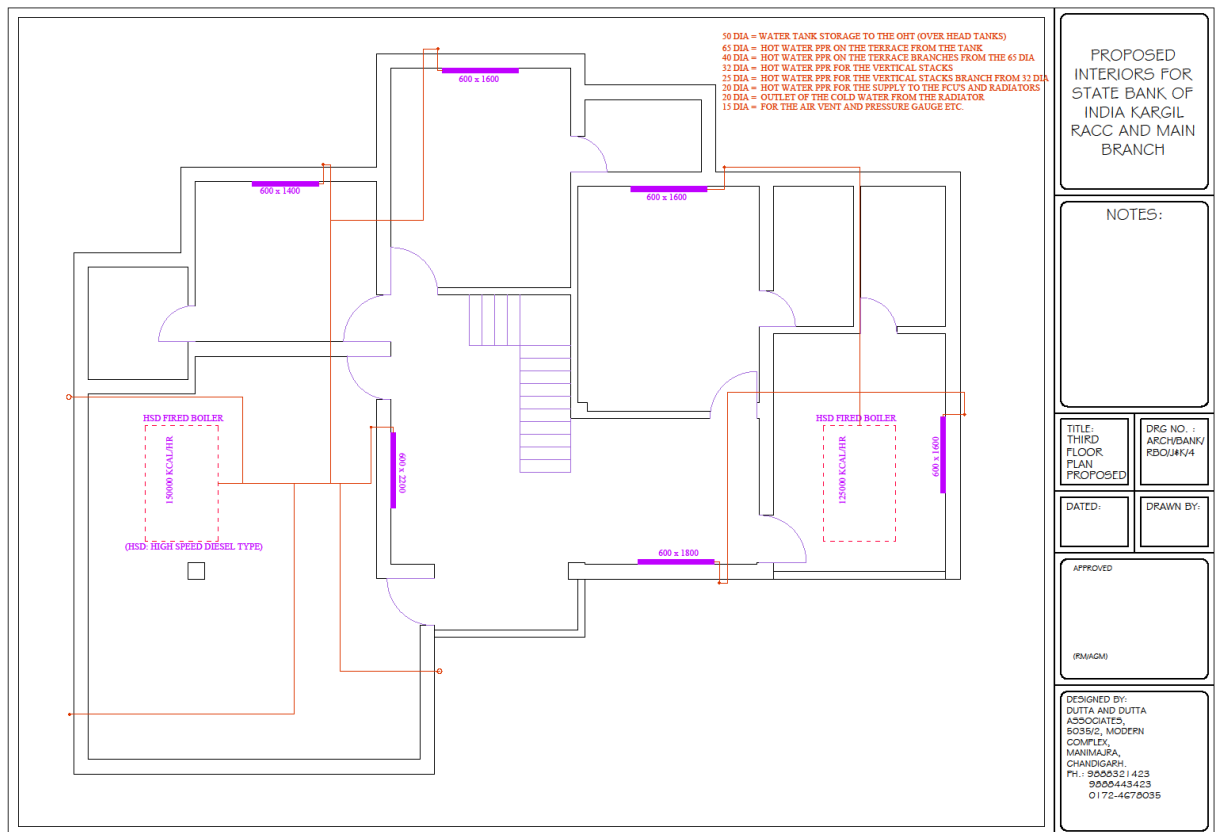 50 DIA = WATER TANK STORAGE TO THE OHT (OVER HEAD TANKS)
65 DIA = HOT WATER PPR ON THE TERRACE FROM THE TANK
40 DIA = HOT WATER PPR ON THE TERRACE BRANCHES FROM THE 65 DIA
32 DIA = HOT WATER PPR FOR THE VERTICAL STACKS
25 DIA = HOT WATER PPR FOR THE VERTICAL STACKS BRANCH FROM 32 DIA
20 DIA = HOT WATER PPR FOR THE SUPPLY TO THE FCU'S AND RADIATORS
20 DIA = OUTLET OF THE COLD WATER FROM THE RADIATOR
15 DIA = FOR THE AIR VENT AND PRESSURE GAUGE ETC.
600 x 1600
600 x 1400
600 x 1600
HSD FIRED BOILER
150000 KCAL/HR
(HSD: HIGH SPEED DIESEL TYPE)
600 x 2200
HSD FIRED BOILER
125000 KCAL/HR
600 x 1600
600 x 1800
PROPOSED
INTERIORS FOR
STATE BANK OF
INDIA KARGIL
RACC AND MAIN
BRANCH
NOTES:
TITLE:
THIRD
FLOOR
PLAN
PROPOSED
DRG NO. :
ARCH/BANK/
RBO/J&K/4
DATED:
DRAWN BY:
APPROVED
(RM/AGM)
DESIGNED BY:
DUTTA AND DUTTA
ASSOCIATES,
5035/2, MODERN
COMPLEX,
MANIMAJRA,
CHANDIGARH.
PH.: 9888321423
9888443423
0172-4678035